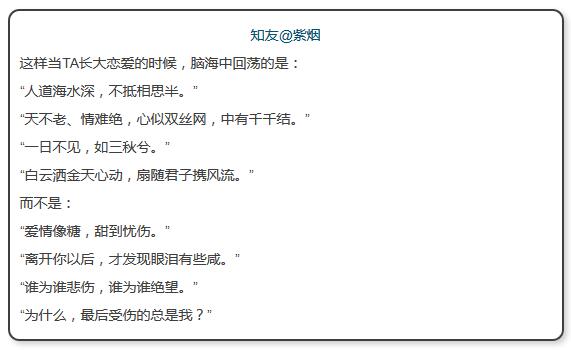 知友@紫烟
这样当TA长大恋爱的时候，脑海中回荡的是：
“人道海水深，不抵相思半。”
“天不老、情难绝，心似双丝网，中有千千结。”
“一日不见，如三秋兮。”
“白云洒金天心动，扇随君子携风流。”
而不是：
“爱情像糖，甜到忧伤。”
“离开你以后，才发现眼泪有些咸。”
“谁为谁悲伤，谁为谁绝望。”
“为什么，最后受伤的总是我？”